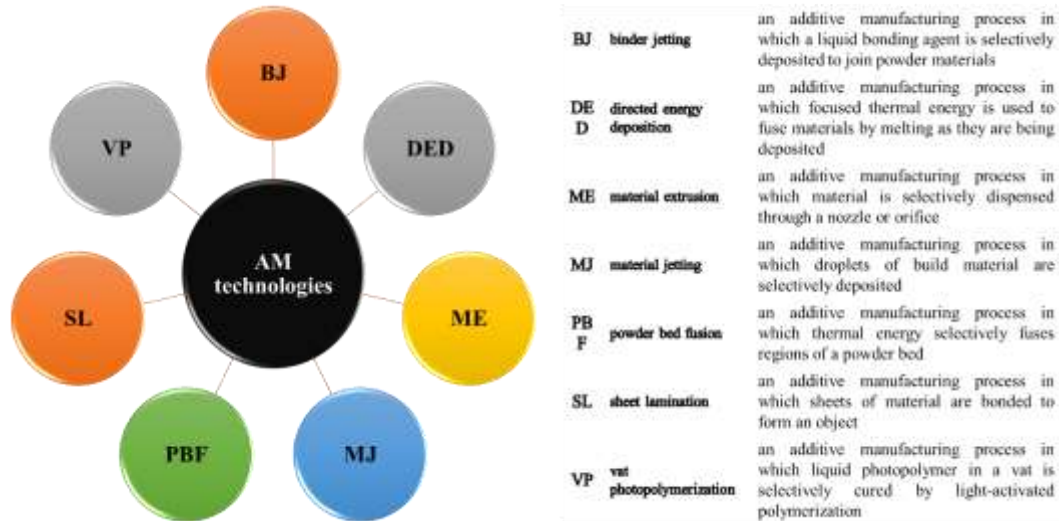 BJ
VP
DED
AM
technologies
SL
ME
PBF
MJ
BJ binder jetting
an additive manufacturing process in
which a liquid bonding agent is selectively
deposited to join powder materials
DE
D
directed energy
deposition
an additive manufacturing process in
which focused thermal energy is used to
fuse materials by melting as they are being
deposited
ME material extrusion
an additive manufacturing process in
which material is selectively dispensed
through a nozzle or orifice
MJ material jetting
an additive manufacturing process in
which droplets of build material are
selectively deposited
PB
F
powder bed fusion
an additive manufacturing process in
which thermal energy selectively fuses
regions of a powder bed
SL sheet lamination
an additive manufacturing process in
which sheets of material are bonded to
form an object
VP
vat
photopolymerization
an additive manufacturing process in
which liquid photopolymer in a vat is
selectively cured by light-activated
polymerization